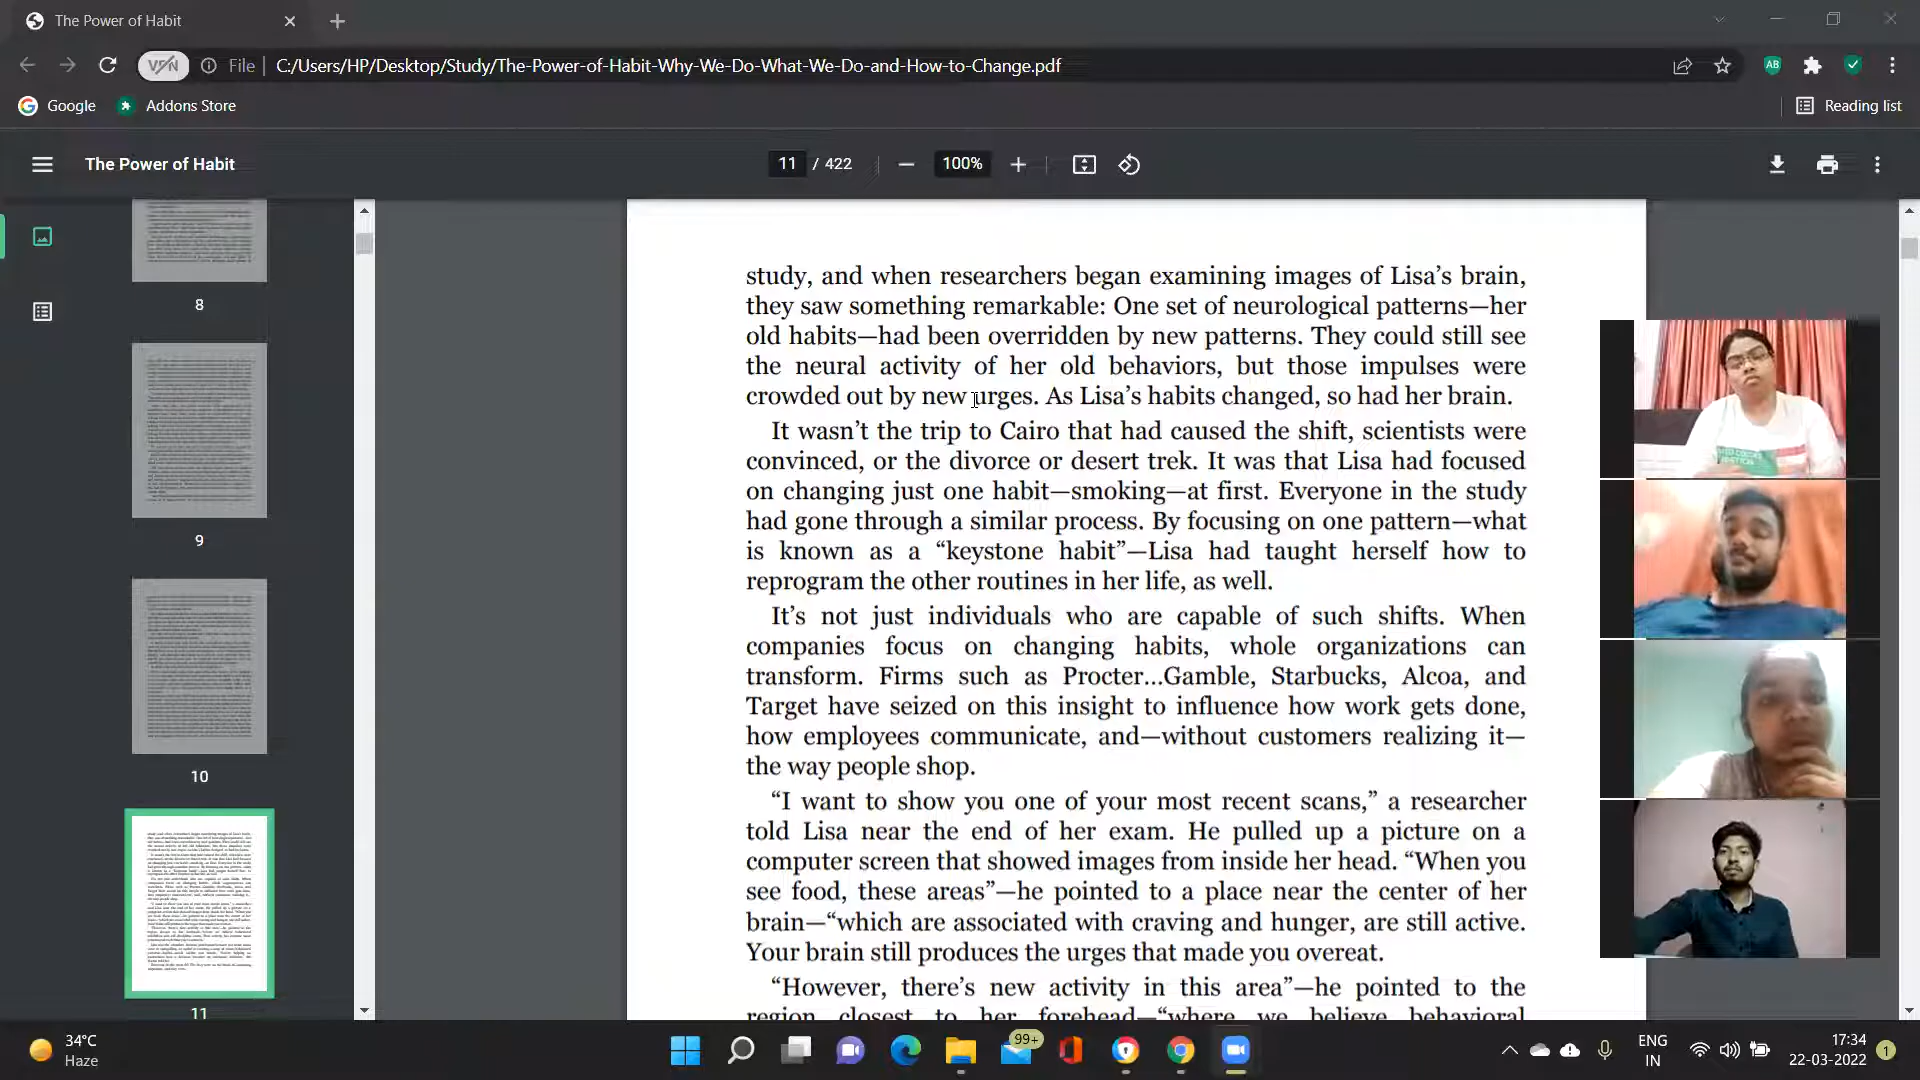 The Power of Habit
VPN
File
C:/Users/HP/Desktop/Study/The-Power-of-Habit-Why-We-Do-What-We-Do-and-How-to-Change.pdf
AB
Google
Addons Store
Reading list
The Power of Habit
11 / 422
100%
8
9
10
11
study, and when researchers began examining images of Lisa’s brain,
they saw something remarkable: One set of neurological patterns—her
old habits—had been overridden by new patterns. They could still see
the neural activity of her old behaviors, but those impulses were
crowded out by new urges. As Lisa’s habits changed, so had her brain.
It wasn’t the trip to Cairo that had caused the shift, scientists were
convinced, or the divorce or desert trek. It was that Lisa had focused
on changing just one habit—smoking—at first. Everyone in the study
had gone through a similar process. By focusing on one pattern—what
is known as a “keystone habit”—Lisa had taught herself how to
reprogram the other routines in her life, as well.
It’s not just individuals who are capable of such shifts. When
companies focus on changing habits, whole organizations can
transform. Firms such as Procter...Gamble, Starbucks, Alcoa, and
Target have seized on this insight to influence how work gets done,
how employees communicate, and—without customers realizing it—
the way people shop.
“I want to show you one of your most recent scans,” a researcher
told Lisa near the end of her exam. He pulled up a picture on a
computer screen that showed images from inside her head. “When you
see food, these areas”—he pointed to a place near the center of her
brain—“which are associated with craving and hunger, are still active.
Your brain still produces the urges that made you overeat.
“However, there’s new activity in this area”—he pointed to the
region closest to her forehead—“where we believe behavioral
34°C
Haze
99+
ENG
IN
17:34
22-03-2022
1